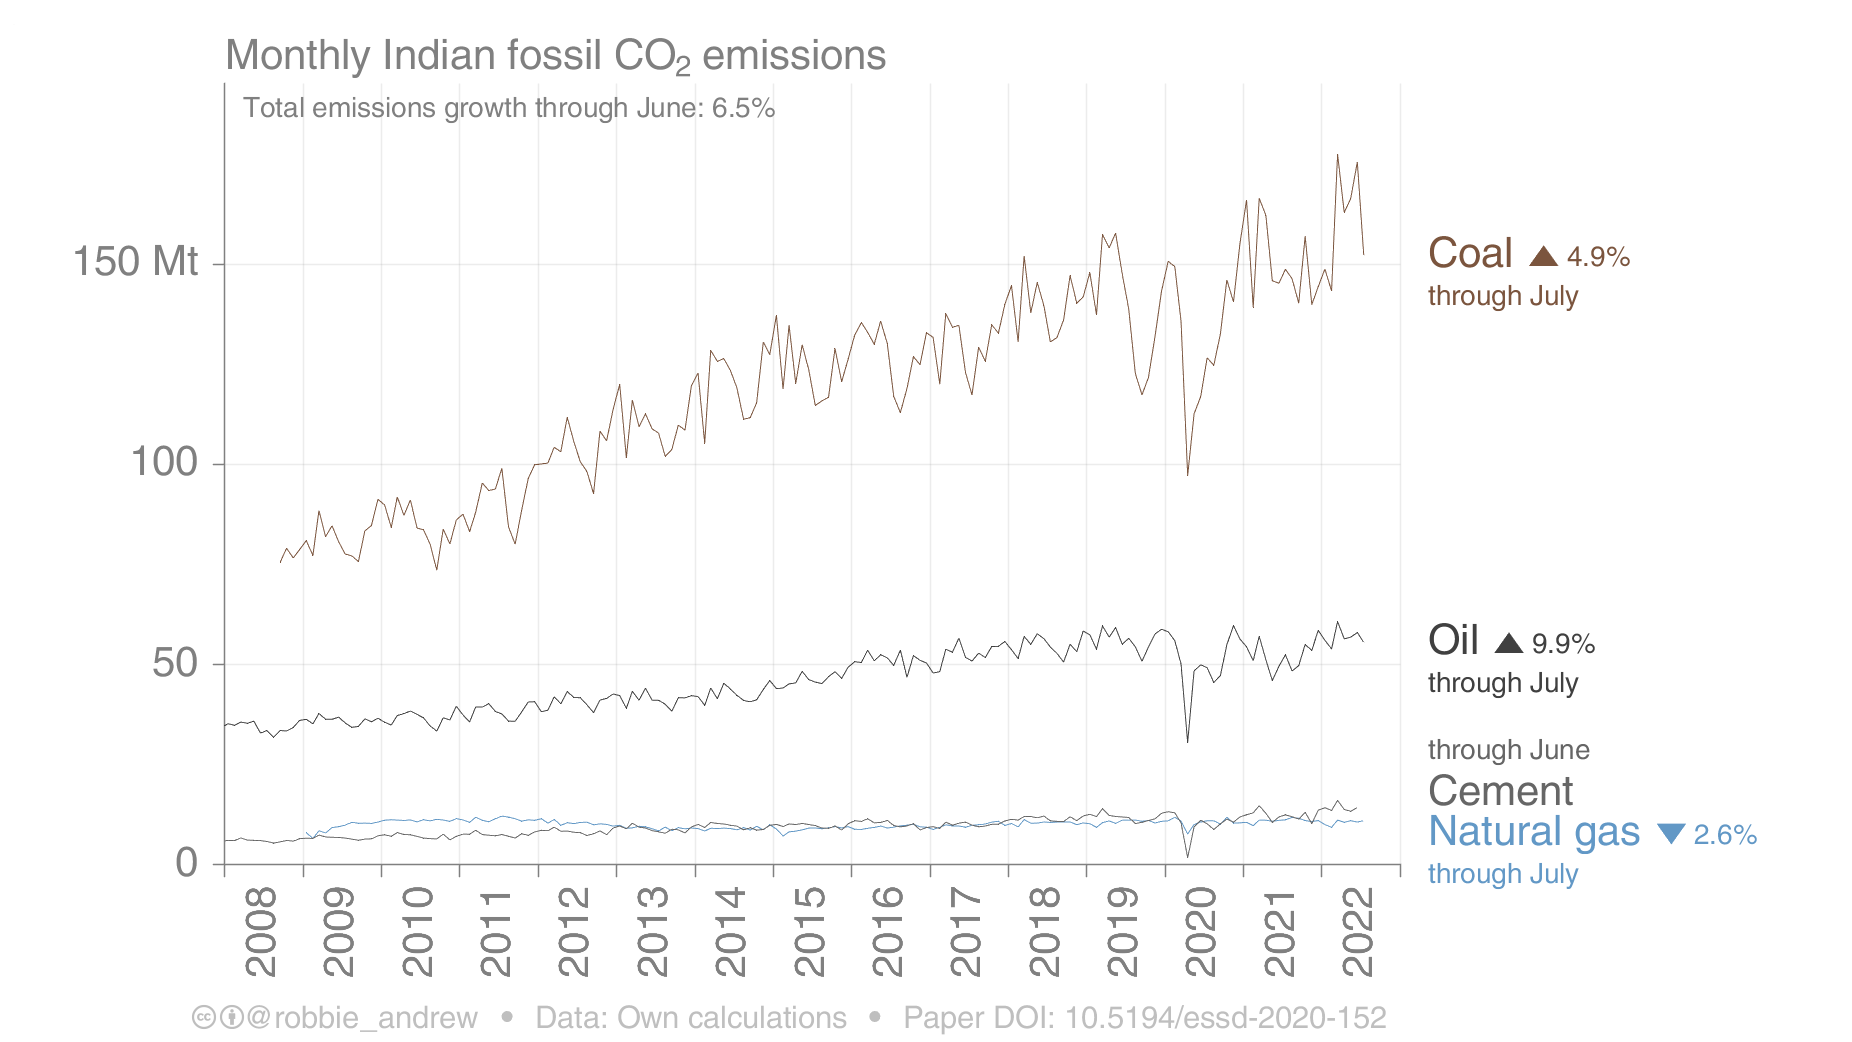 Monthly Indian fossil CO₂ emissions
Total emissions growth through June: 6.5%
150 Mt
100
50
0
Coal ▲ 4.9%
through July
Oil ▲ 9.9%
through July
through June
Cement
Natural gas ▼ 2.6%
through July
2008 2009 2010 2011 2012 2013 2014 2015 2016 2017 2018 2019 2020 2021 2022
@robbie_andrew • Data: Own calculations • Paper DOI: 10.5194/essd-2020-152